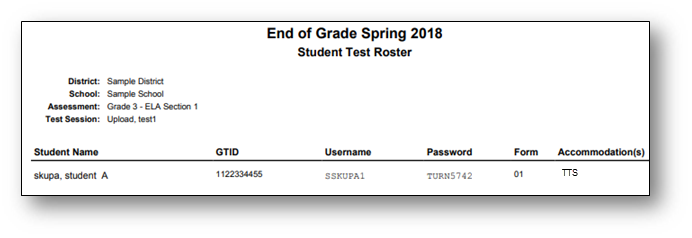 End of Grade Spring 2018
Student Test Roster
District: Sample District
School: Sample School
Assessment: Grade 3 - ELA Section 1
Test Session: Upload, test1
Student Name GTID Username Password Form Accommodation(s)
skupa, student A 1122334455 SSKUPA1 TURN5742 01 TTS